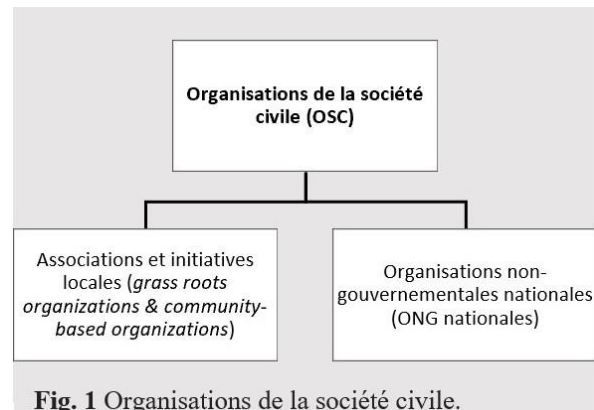 Organisations de la société
civile (OSC)
Associations et initiatives
locales (grass roots
organizations & community-
based organizations)
Organisations non-
gouvernementales nationales
(ONG nationales)
Fig. 1 Organisations de la société civile.